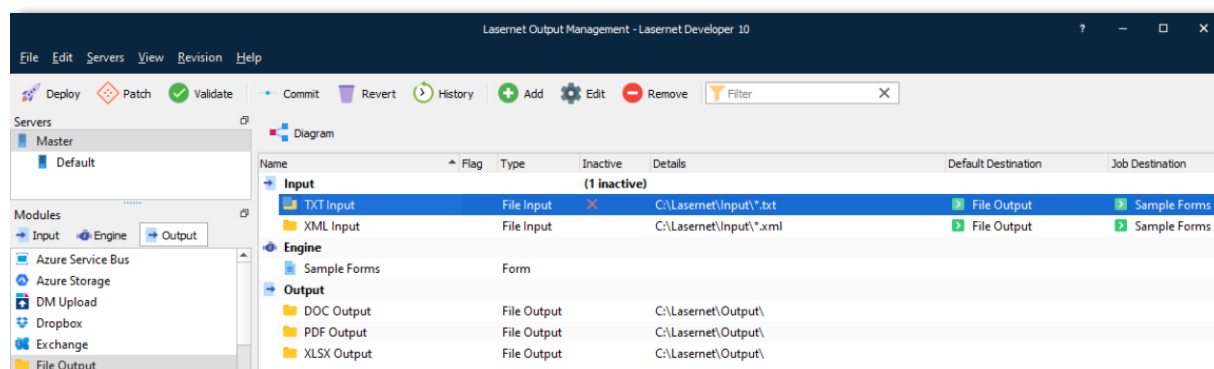 Lasernet Output Management - Lasernet Developer 10 ?
File Edit Servers View Revision Help
Deploy Patch Validate Commit Revert History Add Edit Remove Filter
Servers
Master
Default
Diagram
Name Flag Type Inactive Details Default Destination Job Destination
Input (1 inactive)
TXT Input File Input C:\Lasernet\Input\*.txt File Output Sample Forms
XML Input File Input C:\Lasernet\Input\*.xml File Output Sample Forms
Engine
Sample Forms Form
Output
DOC Output File Output C:\Lasernet\Output\
PDF Output File Output C:\Lasernet\Output\
XLSX Output File Output C:\Lasernet\Output\
Modules
Input Engine Output
Azure Service Bus
Azure Storage
DM Upload
Dropbox
Exchange
File Output